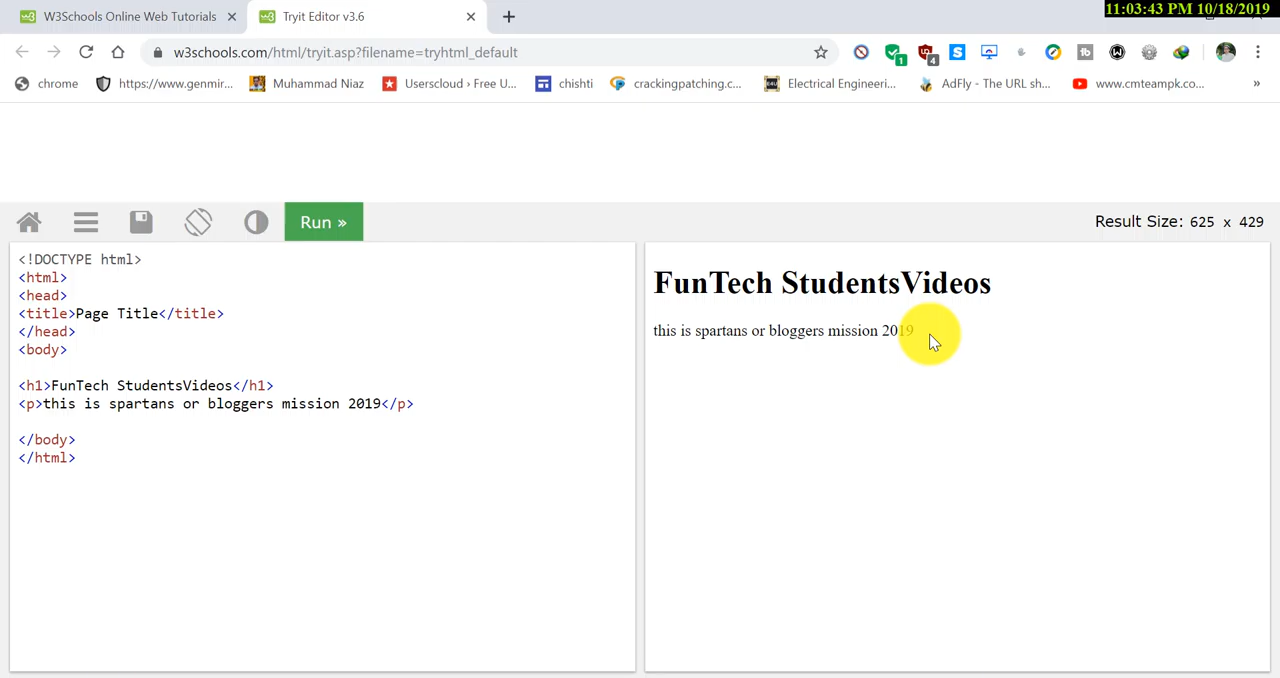 11:03:43 PM 10/18/2019
W3Schools Online Web Tutorials
Tryit Editor v3.6
w3schools.com/html/tryit.asp?filename=tryhtml_default
1
4
chrome
https://www.genmir...
Muhammad Niaz
Userscloud › Free U...
chishti
crackingpatching.c...
Electrical Engineerin...
AdFly - The URL sh...
www.cmteampk.co...
»
Run »
Result Size: 625 x 429
<!DOCTYPE html>
<html>
<head>
<title>Page Title</title>
</head>
<body>
<h1>FunTech StudentsVideos</h1>
<p>this is spartans or bloggers mission 2019</p>
</body>
</html>
FunTech StudentsVideos
this is spartans or bloggers mission 2019